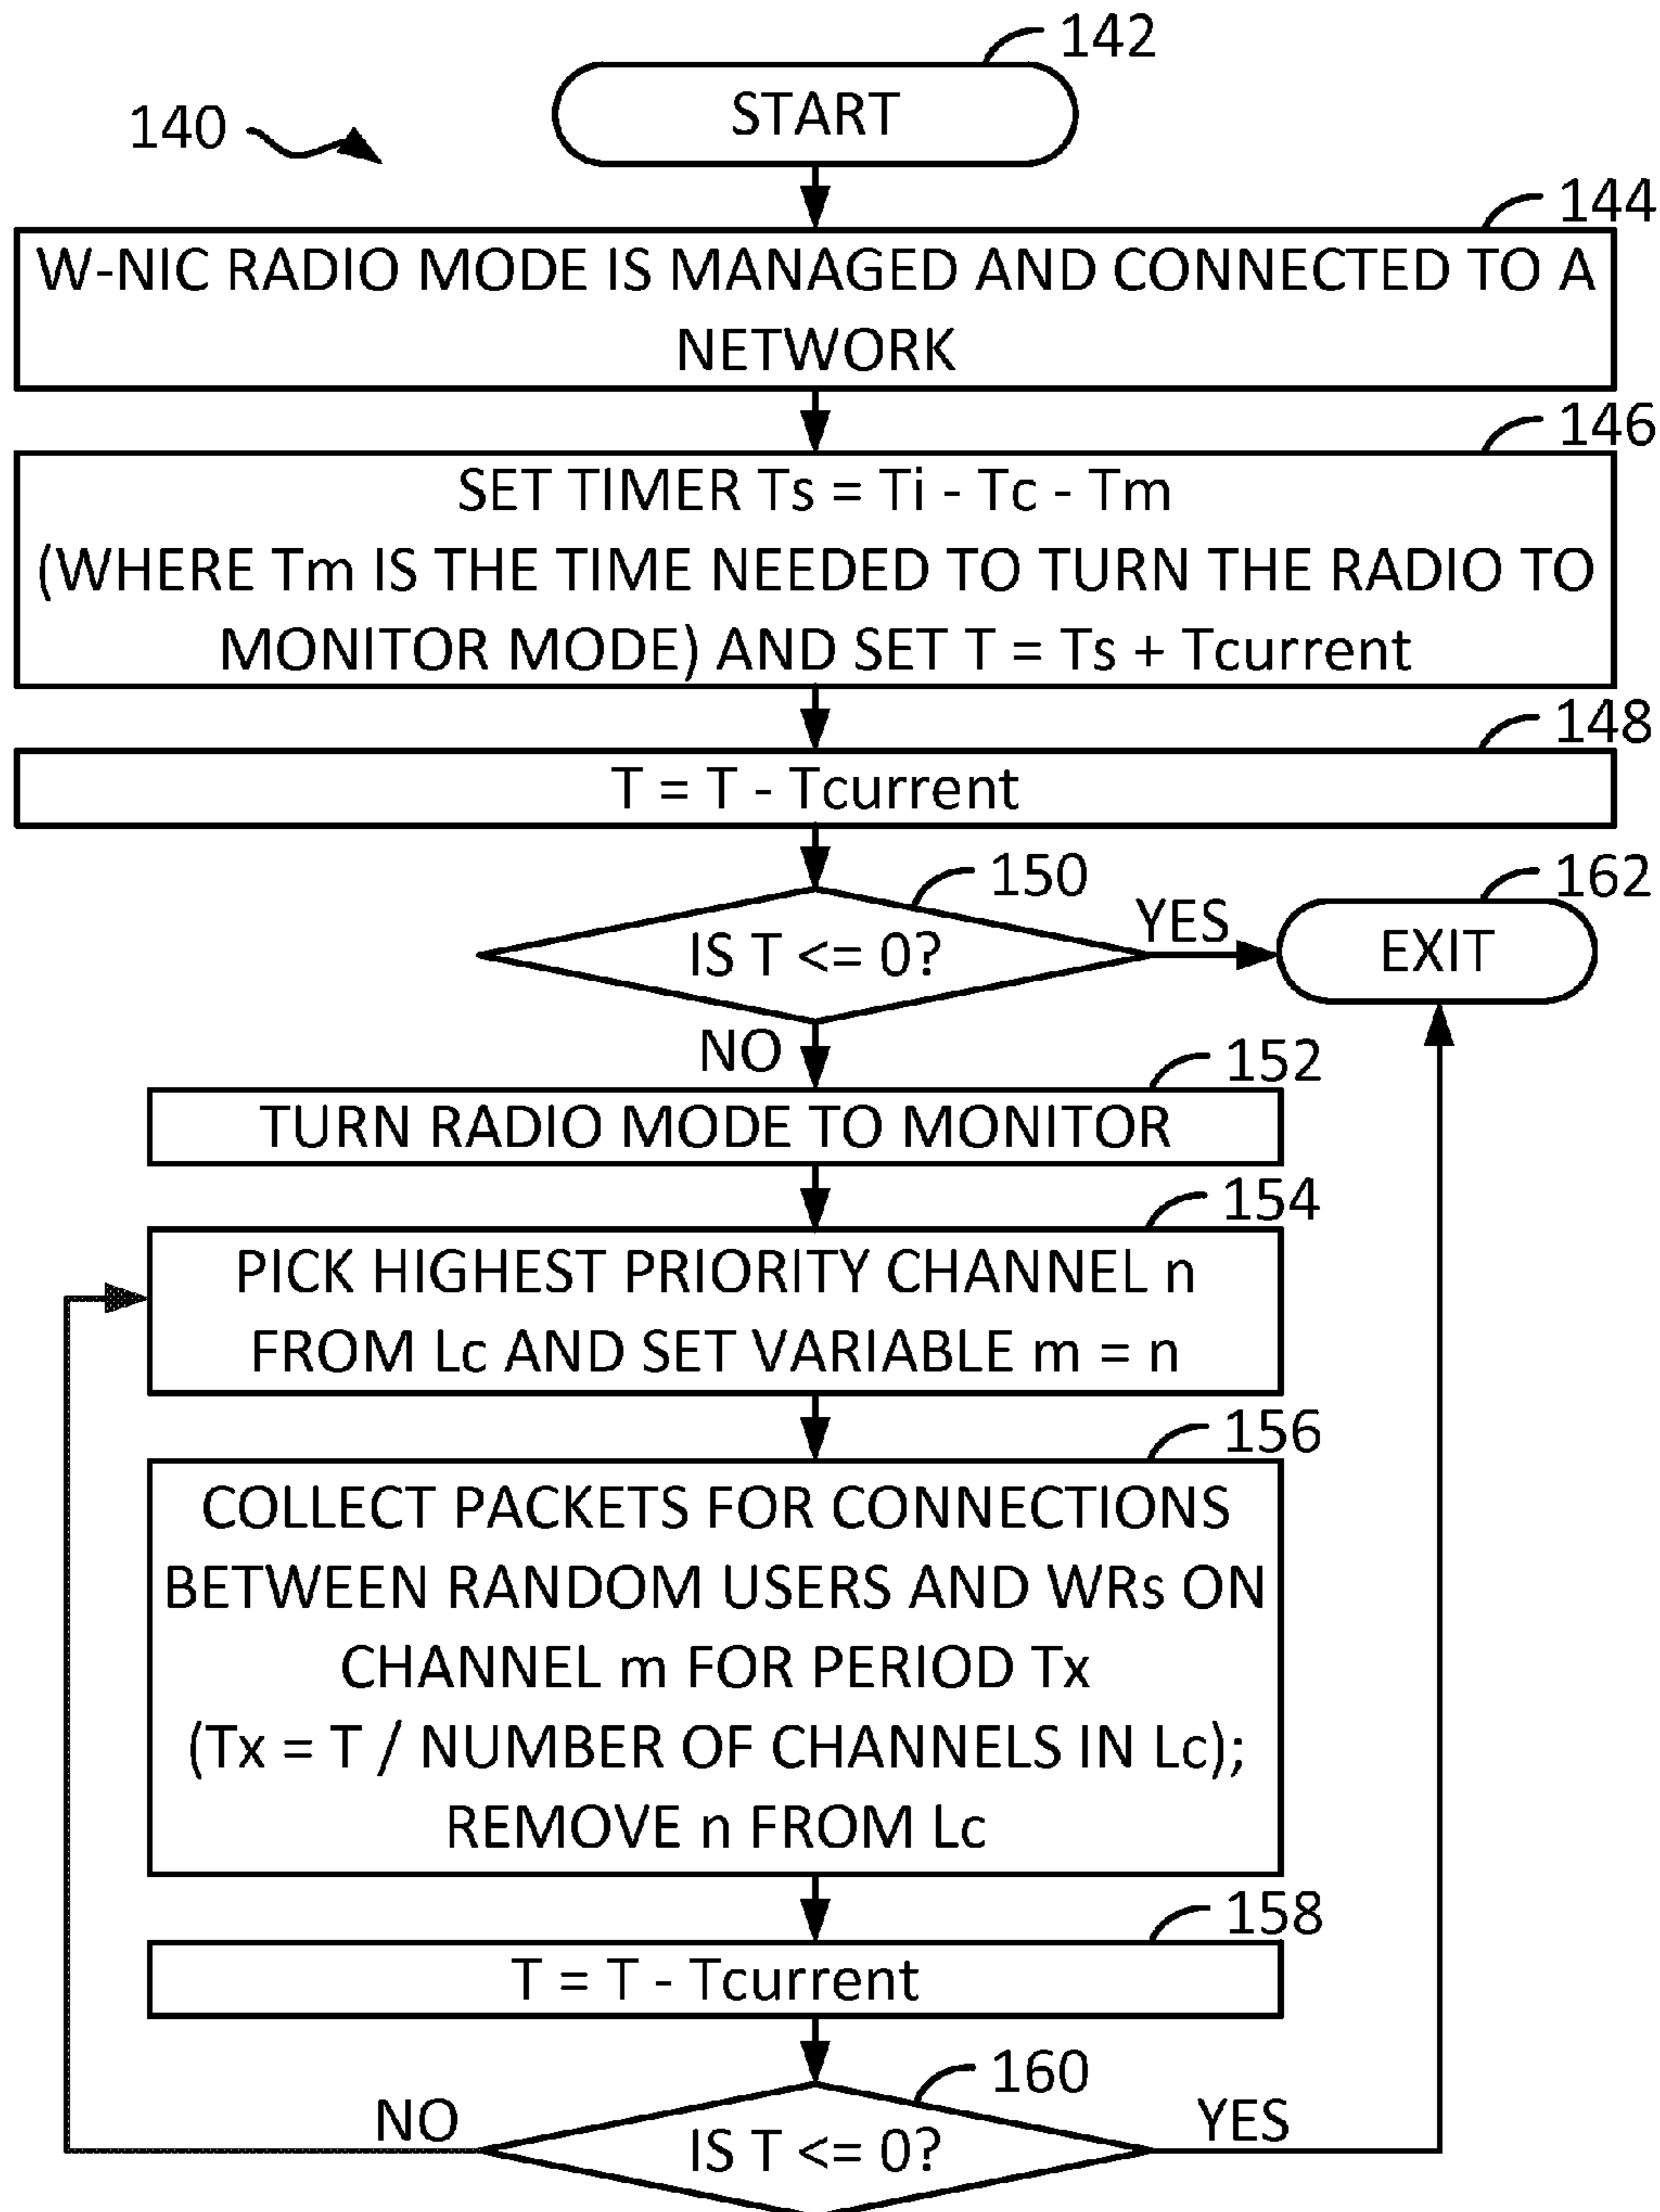 142
START
140
144
W-NIC RADIO MODE IS MANAGED AND CONNECTED TO A
NETWORK
146
SET TIMER Ts = Ti - Tc - Tm
(WHERE Tm IS THE TIME NEEDED TO TURN THE RADIO TO
MONITOR MODE) AND SET T = Ts + Tcurrent
148
T = T - Tcurrent
150
IS T <= 0?
YES
162
EXIT
NO
152
TURN RADIO MODE TO MONITOR
154
PICK HIGHEST PRIORITY CHANNEL n
FROM Lc AND SET VARIABLE m = n
156
COLLECT PACKETS FOR CONNECTIONS
BETWEEN RANDOM USERS AND WRs ON
CHANNEL m FOR PERIOD Tx
(Tx = T / NUMBER OF CHANNELS IN Lc);
REMOVE n FROM Lc
158
T = T - Tcurrent
160
NO
IS T <= 0?
YES